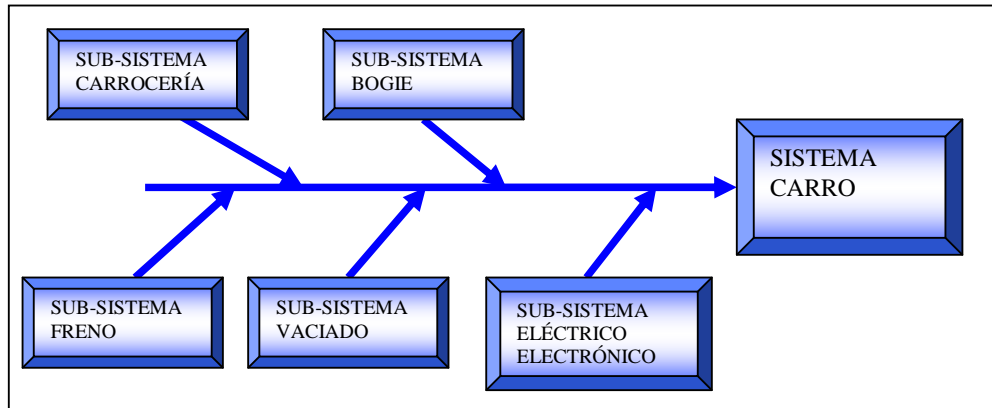 SUB-SISTEMA
CARROCERÍA
SUB-SISTEMA
BOGIE
SISTEMA
CARRO
SUB-SISTEMA
FRENO
SUB-SISTEMA
VACIADO
SUB-SISTEMA
ELÉCTRICO
ELECTRÓNICO